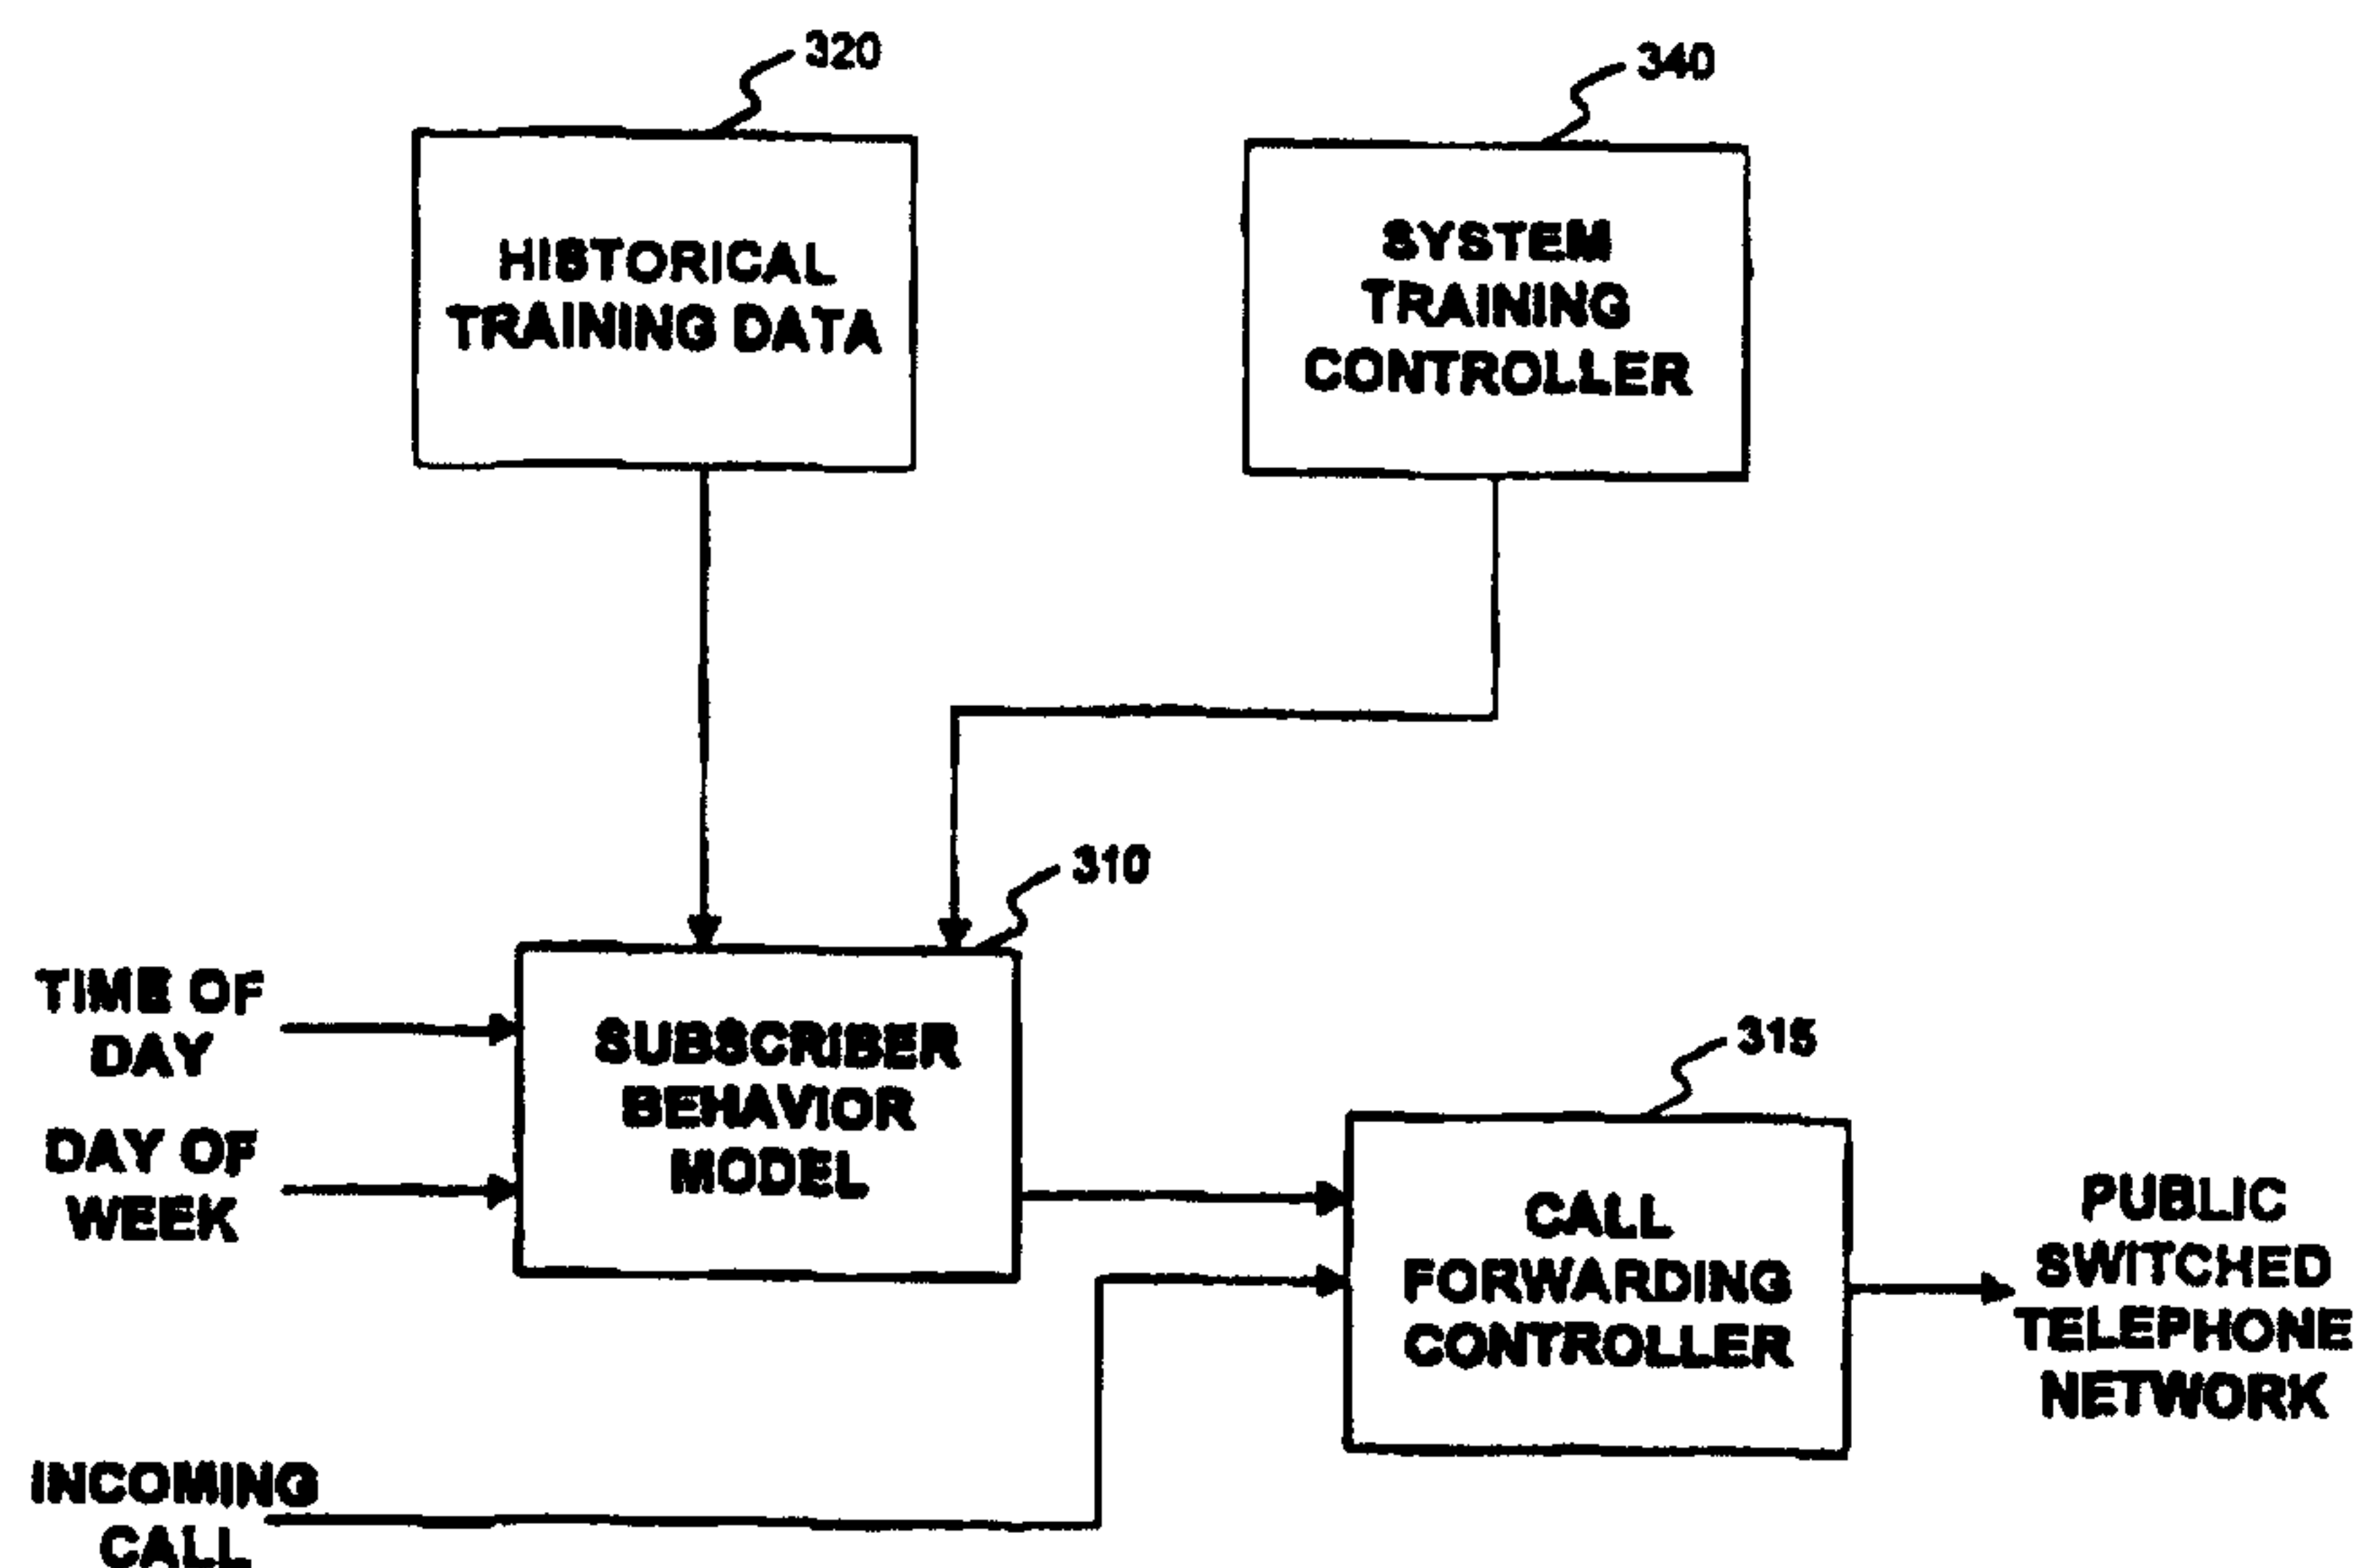 320
340
HISTORICAL
TRAINING DATA
SYSTEM
TRAINING
CONTROLLER
310
TIME OF
DAY
DAY OF
WEEK
SUBSCRIBER
BEHAVIOR
MODEL
315
CALL
FORWARDING
CONTROLLER
PUBLIC
SWITCHED
TELEPHONE
NETWORK
INCOMING
CALL